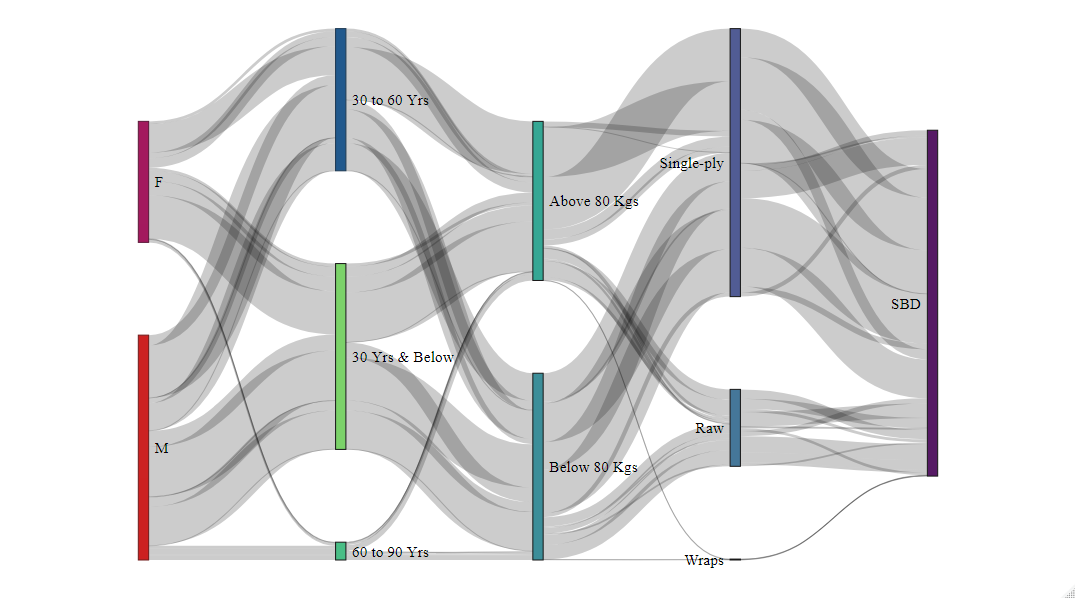 F
M
30 to 60 Yrs
30 Yrs & Below
60 to 90 Yrs
Above 80 Kgs
Below 80 Kgs
Single-ply
Raw
Wraps
SBD